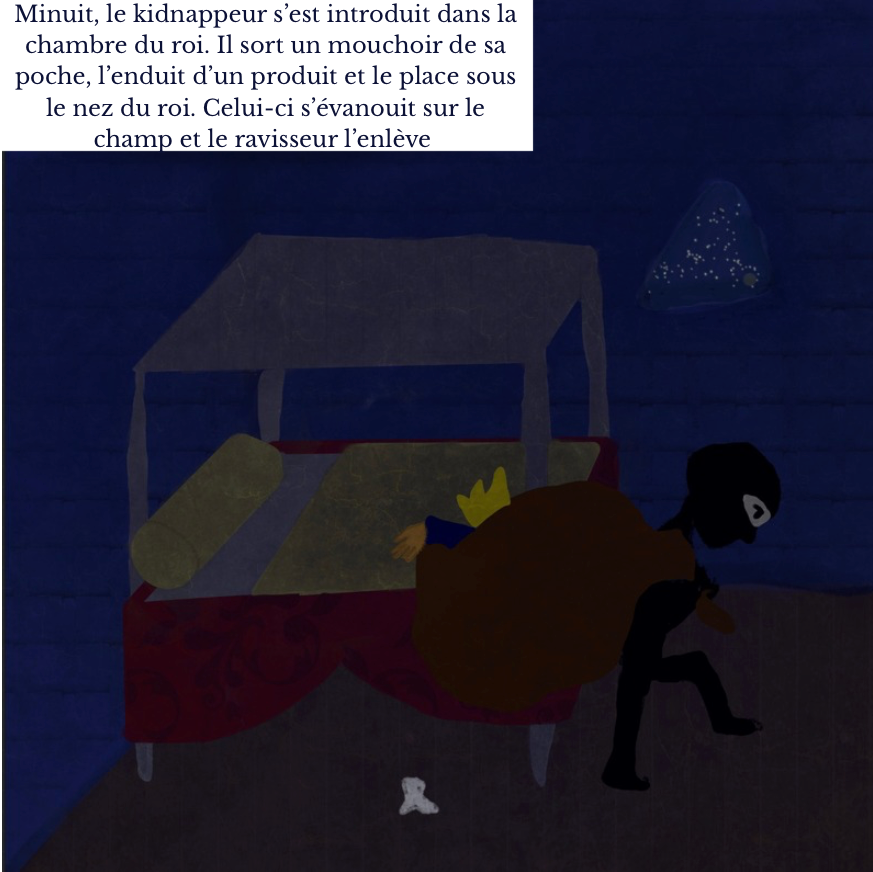 Minuit, le kidnappeur s’est introduit dans la
chambre du roi. Il sort un mouchoir de sa
poche, l’enduit d’un produit et le place sous
le nez du roi. Celui-ci s’évanouit sur le
champ et le ravisseur l’enlève